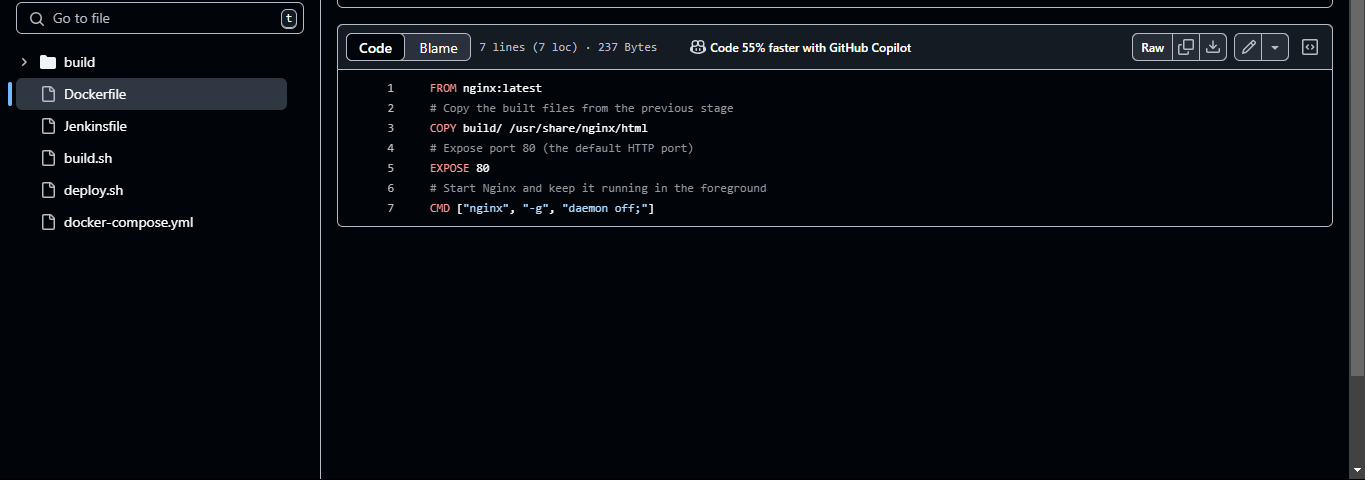 Go to file t
build
Dockerfile
Jenkinsfile
build.sh
deploy.sh
docker-compose.yml
Code Blame 7 lines (7 loc) · 237 Bytes Code 55% faster with GitHub Copilot Raw
1 FROM nginx:latest
2 # Copy the built files from the previous stage
3 COPY build/ /usr/share/nginx/html
4 # Expose port 80 (the default HTTP port)
5 EXPOSE 80
6 # Start Nginx and keep it running in the foreground
7 CMD ["nginx", "-g", "daemon off;"]